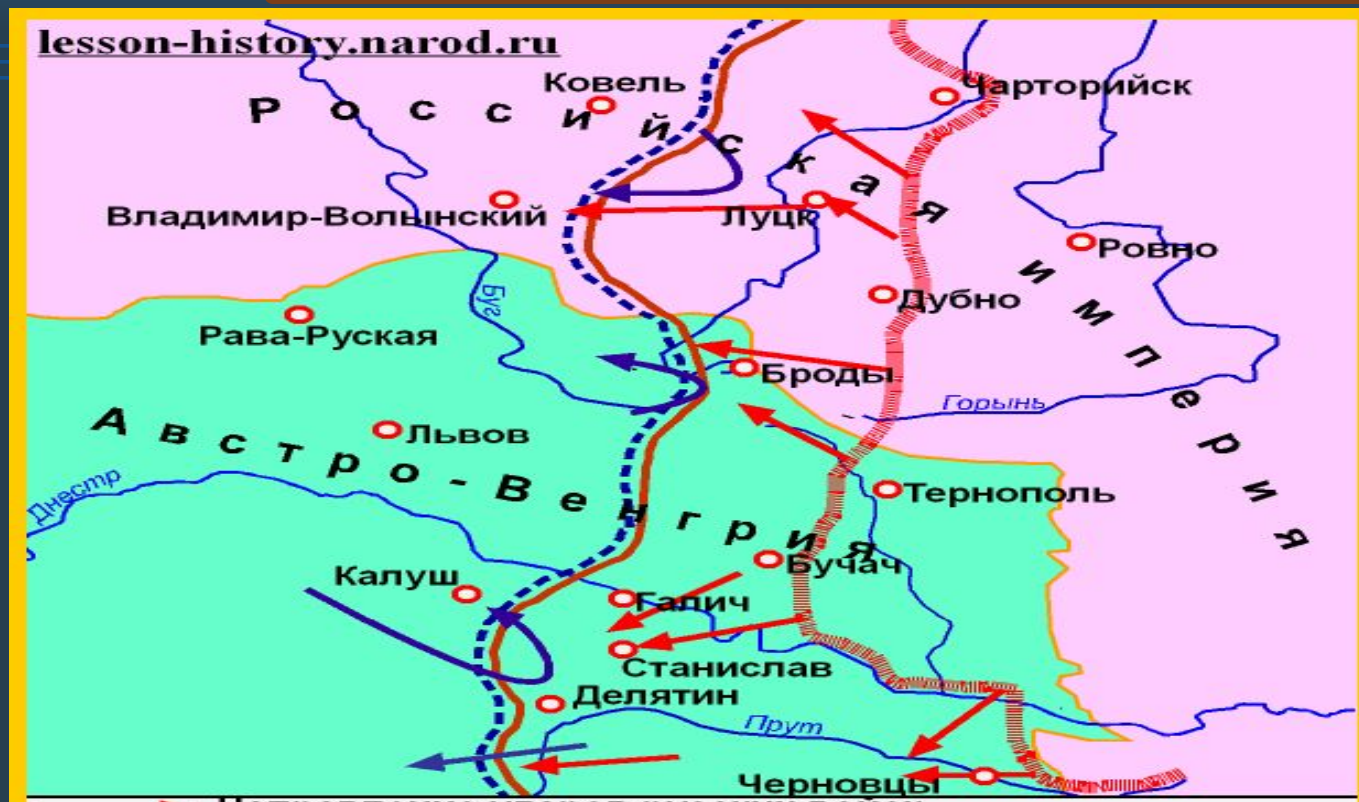 lesson-history.narod.ru
Ковель
Чарторийск
Российская империя
Владимир-Волынский
Луцк
Ровно
Буг
Дубно
Рава-Руская
Броды
Горынь
Львов
Австро-Венгрия
Днестр
Тернополь
Бучач
Калуш
Галич
Станислав
Делятин
Прут
Черновцы